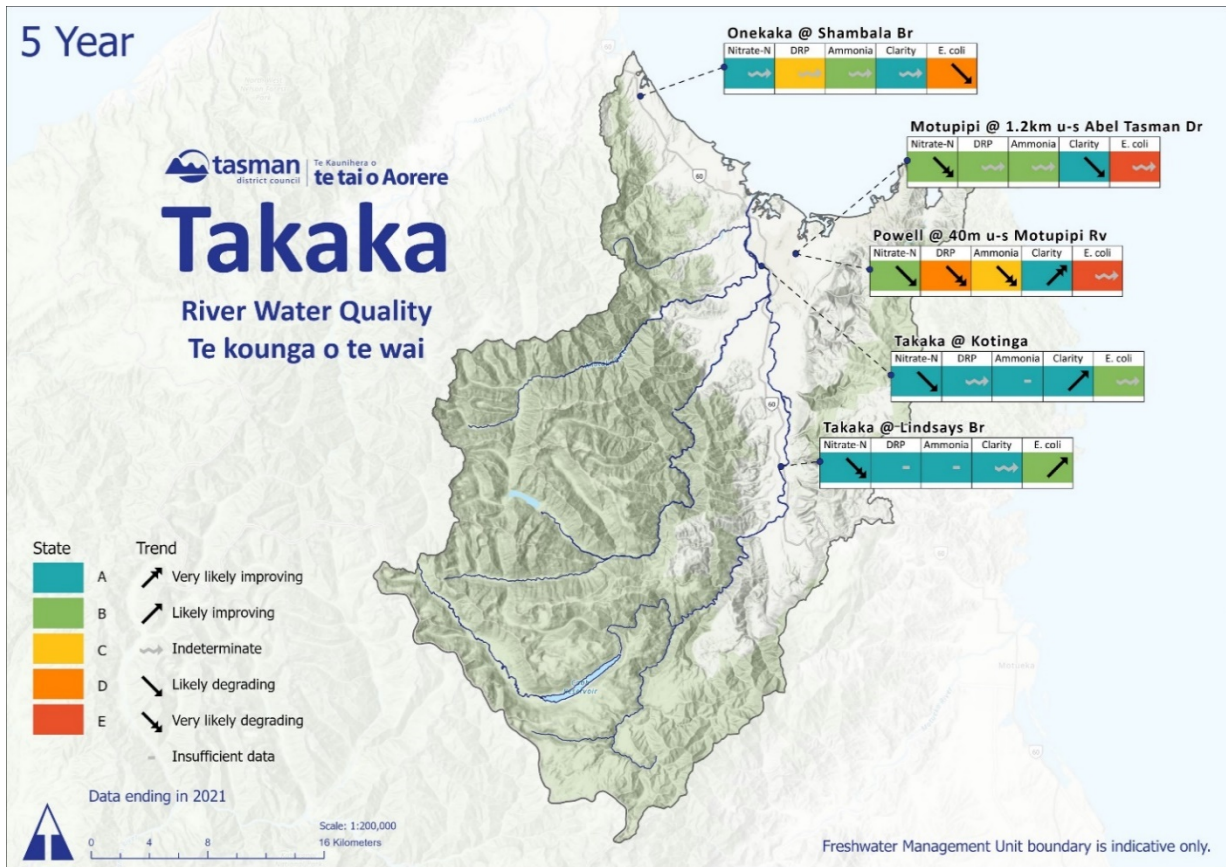 5 Year
tasman
district council
Te Kaunihera o
te tai o Aorere
Takaka
River Water Quality
Te kounga o te wai
Onekaka @ Shambala Br
Nitrate-N DRP Ammonia Clarity E. coli
Motupipi @ 1.2km u-s Abel Tasman Dr
Nitrate-N DRP Ammonia Clarity E. coli
Powell @ 40m u-s Motupipi Rv
Nitrate-N DRP Ammonia Clarity E. coli
Takaka @ Kotinga
Nitrate-N DRP Ammonia Clarity E. coli
Takaka @ Lindsays Br
Nitrate-N DRP Ammonia Clarity E. coli
60
60
60
State Trend
A Very likely improving
B Likely improving
C Indeterminate
D Likely degrading
E Very likely degrading
- Insufficient data
Data ending in 2021
Scale: 1:200,000
0 4 8 16 Kilometers
Motueka
Freshwater Management Unit boundary is indicative only.